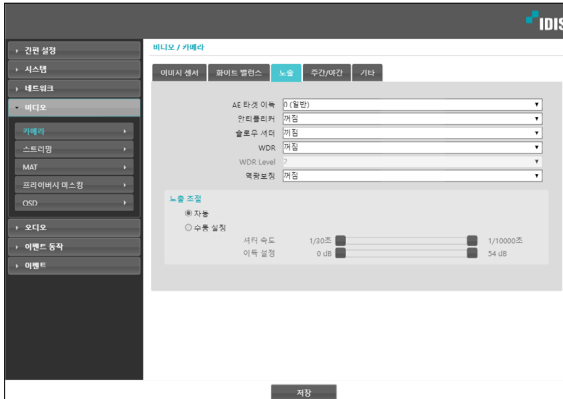 IDIS
간편 설정
시스템
네트워크
비디오
카메라
스트리밍
MAT
프라이버시 마스킹
OSD
오디오
이벤트 동작
이벤트
비디오 / 카메라
이미지 센서 화이트 밸런스 노출 주간/야간 기타
AE 타겟 이득 0 (일반)
안티플리커 꺼짐
슬로우 셔터 꺼짐
WDR 꺼짐
WDR Level 7
역광보정 꺼짐
노출 조절
자동
수동 설정
셔터 속도 1/30초 1/10000초
이득 설정 0 dB 54 dB
저장